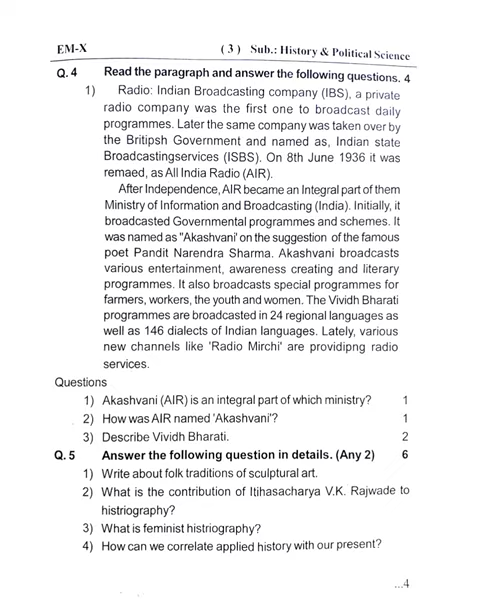 EM-X ( 3 ) Sub.: History & Political Science
Q. 4 Read the paragraph and answer the following questions. 4
1) Radio: Indian Broadcasting company (IBS), a private
radio company was the first one to broadcast daily
programmes. Later the same company was taken over by
the Britipsh Government and named as, Indian state
Broadcastingservices (ISBS). On 8th June 1936 it was
remaed, as All India Radio (AIR).
After Independence, AIR became an Integral part of them
Ministry of Information and Broadcasting (India). Initially, it
broadcasted Governmental programmes and schemes. It
was named as "Akashvani' on the suggestion of the famous
poet Pandit Narendra Sharma. Akashvani broadcasts
various entertainment, awareness creating and literary
programmes. It also broadcasts special programmes for
farmers, workers, the youth and women. The Vividh Bharati
programmes are broadcasted in 24 regional languages as
well as 146 dialects of Indian languages. Lately, various
new channels like 'Radio Mirchi' are providipng radio
services.
Questions
1) Akashvani (AIR) is an integral part of which ministry? 1
2) How was AIR named 'Akashvani'? 1
3) Describe Vividh Bharati. 2
Q. 5 Answer the following question in details. (Any 2) 6
1) Write about folk traditions of sculptural art.
2) What is the contribution of Itihasacharya V.K. Rajwade to
histriography?
3) What is feminist histriography?
4) How can we correlate applied history with our present?
...4